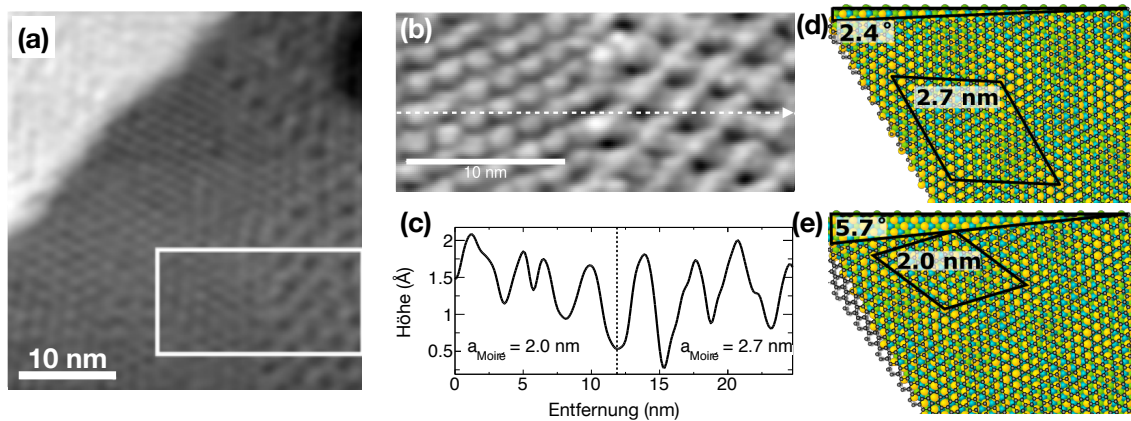 (a)
10 nm
(b)
10 nm
(c)
Höhe (Å)
2
1.5
1
0.5
a_Moiré = 2.0 nm
a_Moiré = 2.7 nm
0 5 10 15 20
Entfernung (nm)
(d)
2.4°
2.7 nm
(e)
5.7°
2.0 nm